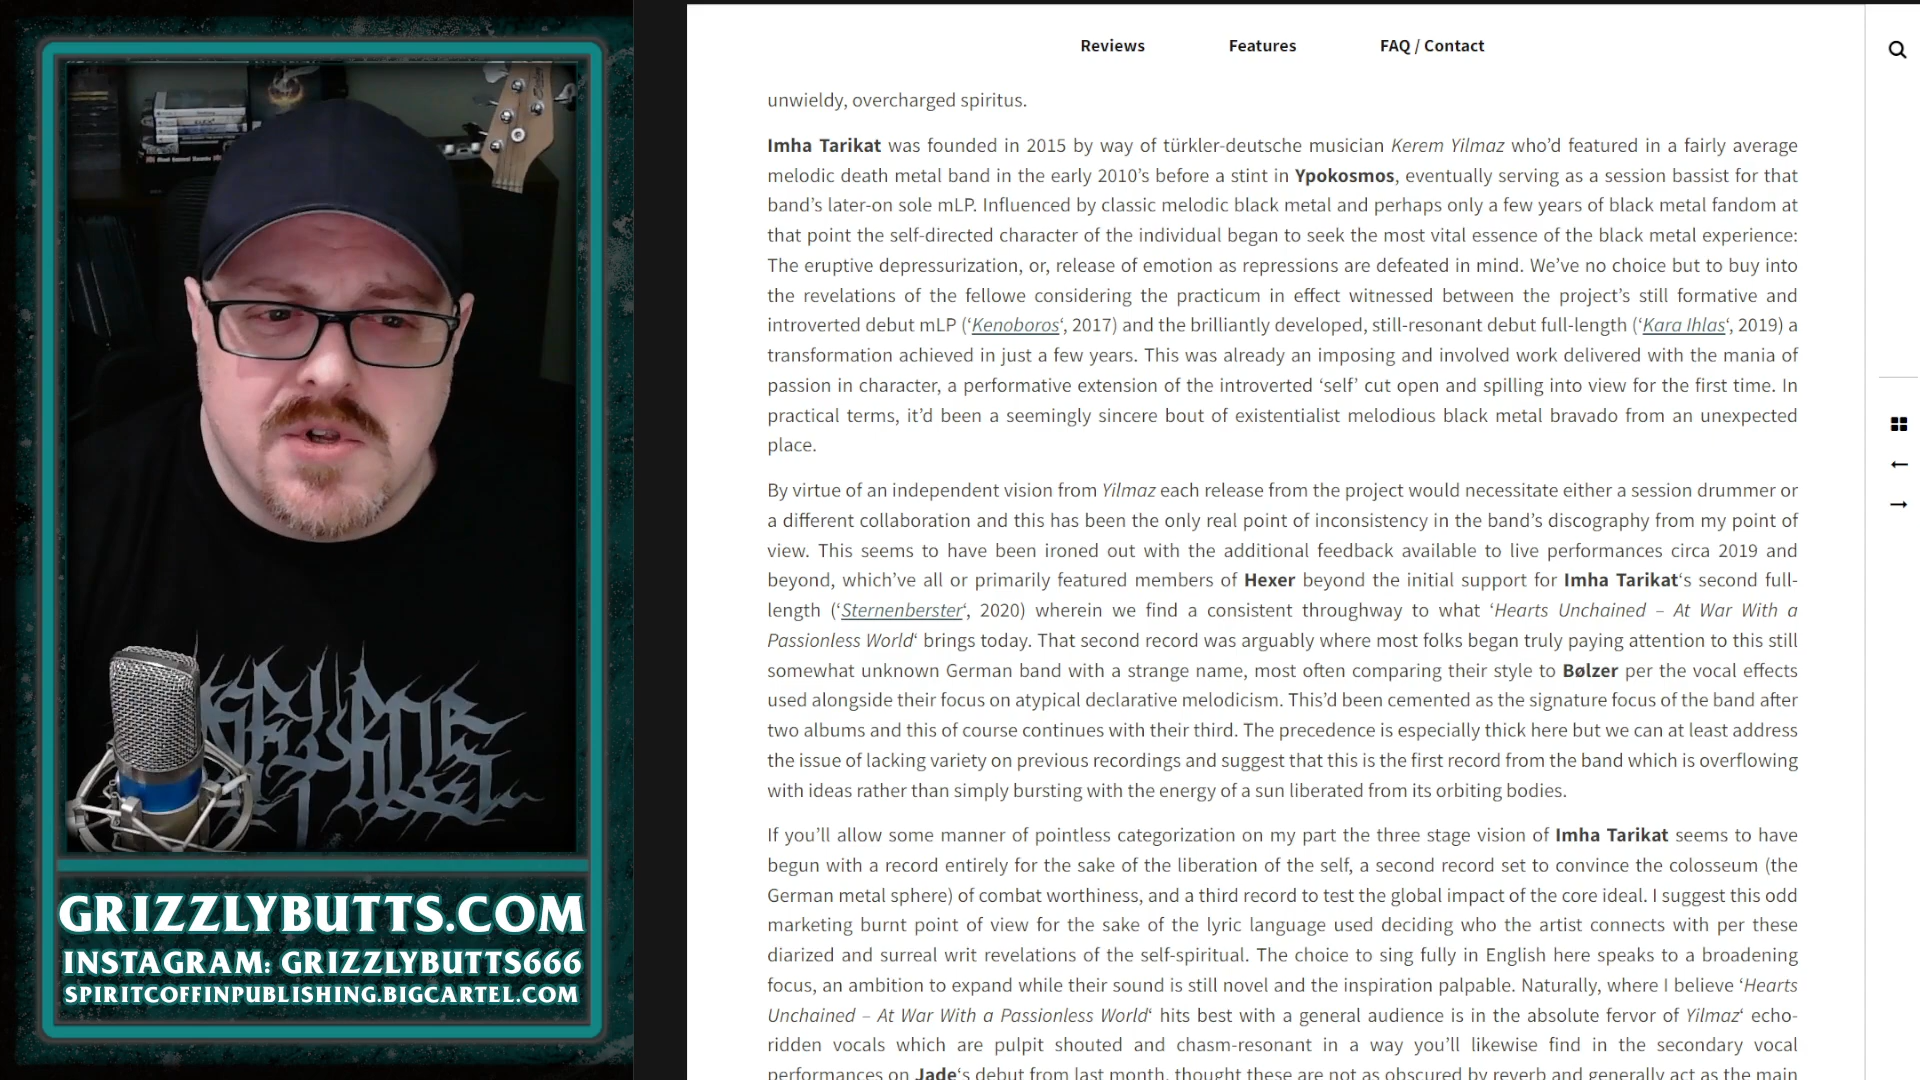 Reviews
Features
FAQ / Contact
unwieldy, overcharged spiritus.
Imha Tarikat was founded in 2015 by way of türkler-deutsche musician Kerem Yilmaz who’d featured in a fairly average
melodic death metal band in the early 2010’s before a stint in Ypokosmos, eventually serving as a session bassist for that
band’s later-on sole mLP. Influenced by classic melodic black metal and perhaps only a few years of black metal fandom at
that point the self-directed character of the individual began to seek the most vital essence of the black metal experience:
The eruptive depressurization, or, release of emotion as repressions are defeated in mind. We’ve no choice but to buy into
the revelations of the fellowe considering the practicum in effect witnessed between the project’s still formative and
introverted debut mLP (‘Kenoboros‘, 2017) and the brilliantly developed, still-resonant debut full-length (‘Kara Ihlas‘, 2019) a
transformation achieved in just a few years. This was already an imposing and involved work delivered with the mania of
passion in character, a performative extension of the introverted ‘self’ cut open and spilling into view for the first time. In
practical terms, it’d been a seemingly sincere bout of existentialist melodious black metal bravado from an unexpected
place.
By virtue of an independent vision from Yilmaz each release from the project would necessitate either a session drummer or
a different collaboration and this has been the only real point of inconsistency in the band’s discography from my point of
view. This seems to have been ironed out with the additional feedback available to live performances circa 2019 and
beyond, which’ve all or primarily featured members of Hexer beyond the initial support for Imha Tarikat‘s second full-
length (‘Sternenberster‘, 2020) wherein we find a consistent throughway to what ‘Hearts Unchained – At War With a
Passionless World‘ brings today. That second record was arguably where most folks began truly paying attention to this still
somewhat unknown German band with a strange name, most often comparing their style to Bølzer per the vocal effects
used alongside their focus on atypical declarative melodicism. This’d been cemented as the signature focus of the band after
two albums and this of course continues with their third. The precedence is especially thick here but we can at least address
the issue of lacking variety on previous recordings and suggest that this is the first record from the band which is overflowing
with ideas rather than simply bursting with the energy of a sun liberated from its orbiting bodies.
If you’ll allow some manner of pointless categorization on my part the three stage vision of Imha Tarikat seems to have
begun with a record entirely for the sake of the liberation of the self, a second record set to convince the colosseum (the
German metal sphere) of combat worthiness, and a third record to test the global impact of the core ideal. I suggest this odd
marketing burnt point of view for the sake of the lyric language used deciding who the artist connects with per these
diarized and surreal writ revelations of the self-spiritual. The choice to sing fully in English here speaks to a broadening
focus, an ambition to expand while their sound is still novel and the inspiration palpable. Naturally, where I believe ‘Hearts
Unchained – At War With a Passionless World‘ hits best with a general audience is in the absolute fervor of Yilmaz‘ echo-
ridden vocals which are pulpit shouted and chasm-resonant in a way you’ll likewise find in the secondary vocal
performances on Jade‘s debut from last month, thought these are not as obscured by reverb and generally act as the main
GRIZZLYBUTTS.COM
INSTAGRAM: GRIZZLYBUTTS666
SPIRITCOFFINPUBLISHING.BIGCARTEL.COM